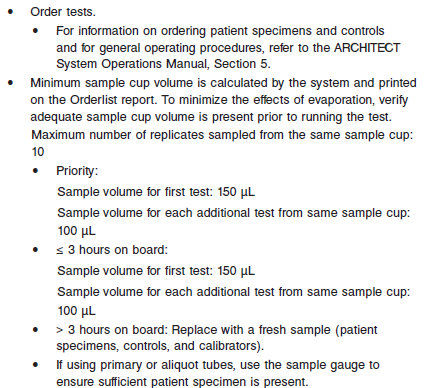 • Order tests.
• For information on ordering patient specimens and controls
and for general operating procedures, refer to the ARCHITECT
System Operations Manual, Section 5.
• Minimum sample cup volume is calculated by the system and printed
on the Orderlist report. To minimize the effects of evaporation, verify
adequate sample cup volume is present prior to running the test.
Maximum number of replicates sampled from the same sample cup:
10
• Priority:
Sample volume for first test: 150 μL
Sample volume for each additional test from same sample cup:
100 μL
• ≤ 3 hours on board:
Sample volume for first test: 150 μL
Sample volume for each additional test from same sample cup:
100 μL
• > 3 hours on board: Replace with a fresh sample (patient
specimens, controls, and calibrators).
• If using primary or aliquot tubes, use the sample gauge to
ensure sufficient patient specimen is present.